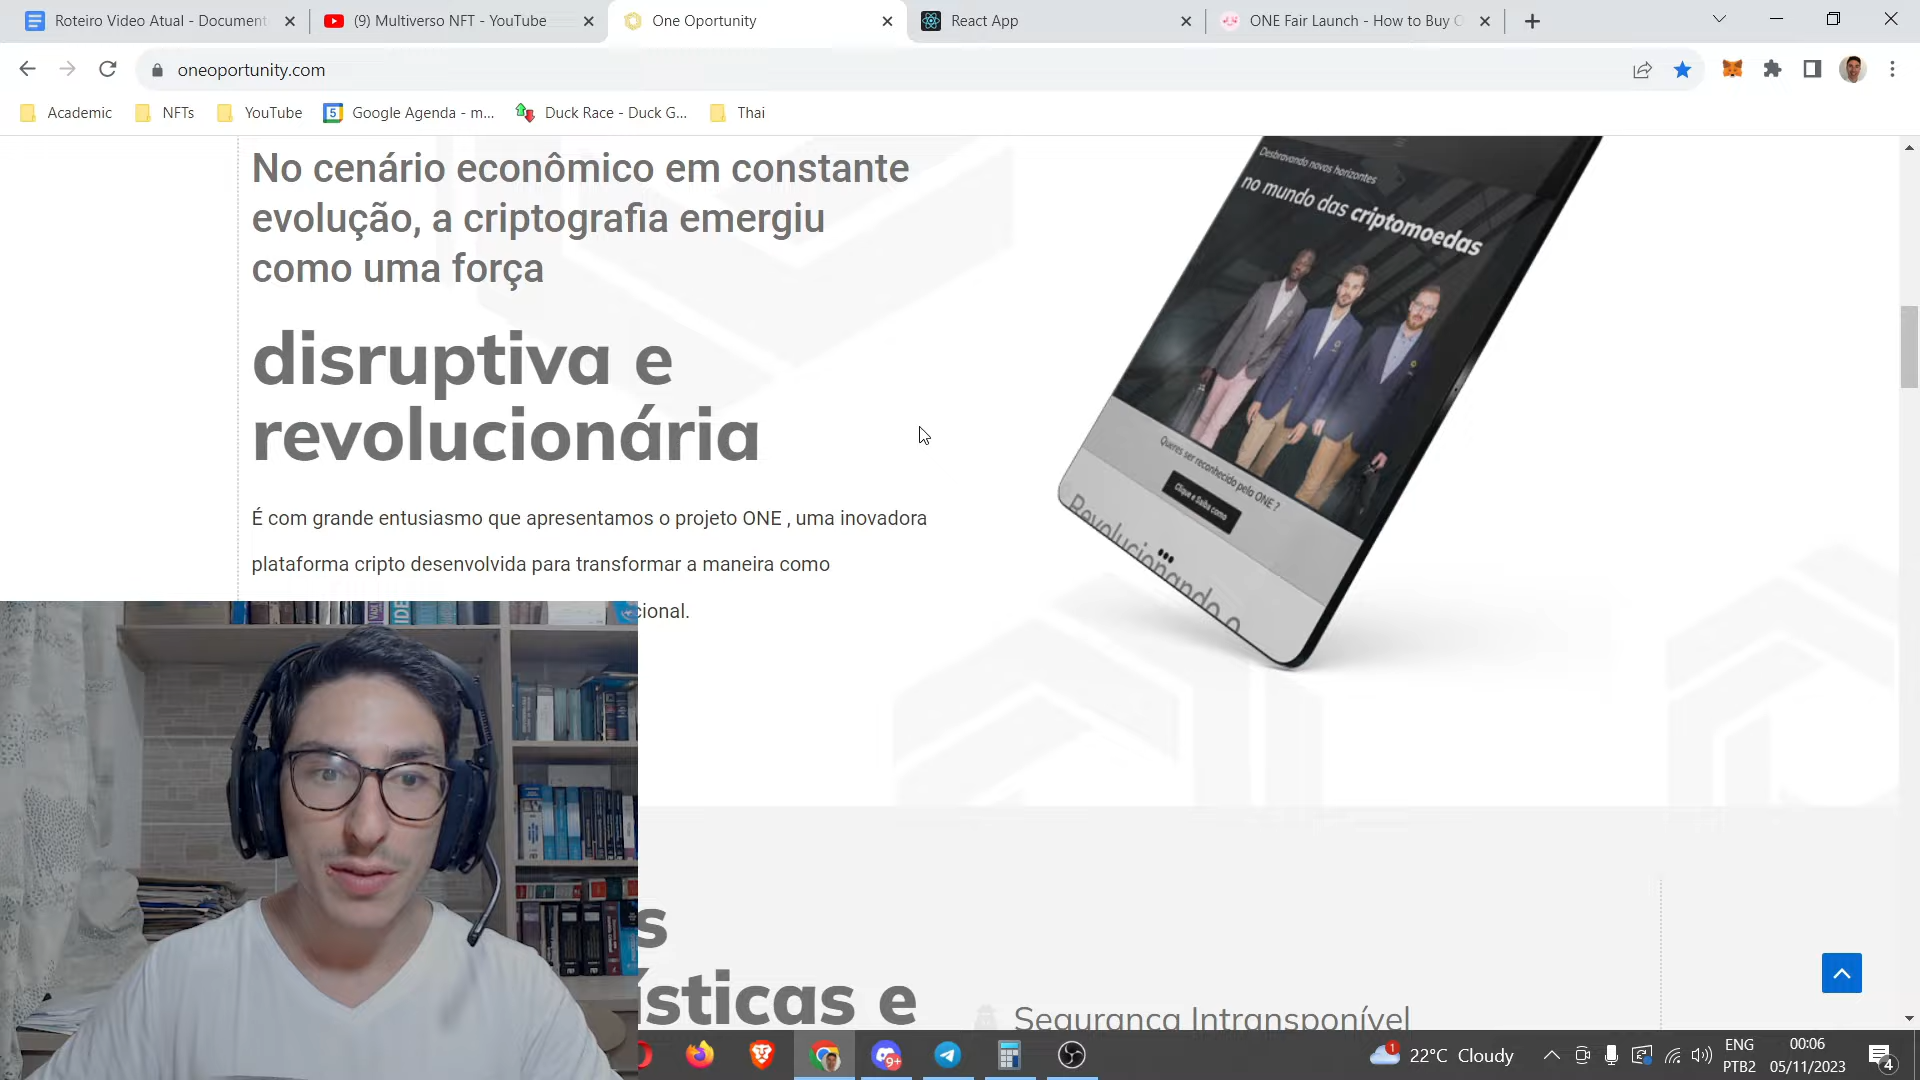 Roteiro Video Atual - Document
(9) Multiverso NFT - YouTube
One Oportunity
React App
ONE Fair Launch - How to Buy O
oneoportunity.com
Academic
NFTs
YouTube
5
Google Agenda - m...
Duck Race - Duck G...
Thai
No cenário econômico em constante
evolução, a criptografia emergiu
como uma força
disruptiva e
revolucionária
É com grande entusiasmo que apresentamos o projeto ONE , uma inovadora
plataforma cripto desenvolvida para transformar a maneira como
cional.
Desbravando novos horizontes
no mundo das criptomoedas
Queres ser reconhecido pela ONE ?
Clique e Saiba como
Revolucionando o
s
ísticas e
Segurança Intransponível
9+
1
22°C Cloudy
ENG
PTB2
00:06
05/11/2023
4